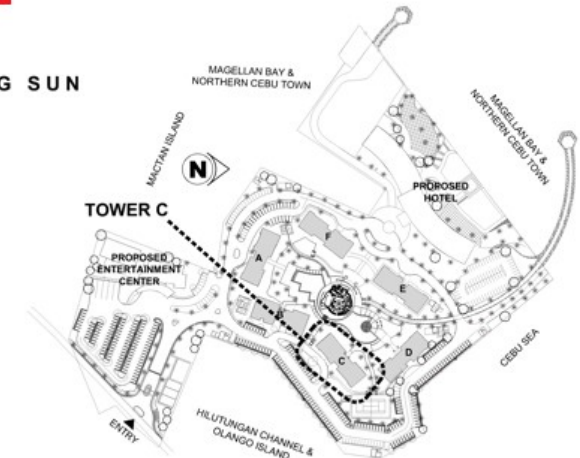 G SUN
MAGELLAN BAY &
NORTHERN CEBU TOWN
MAGELLAN BAY &
NORTHERN CEBU TOWN
MACTAN ISLAND
N
PROPOSED
HOTEL
TOWER C
PROPOSED
ENTERTAINMENT
CENTER
A
F
E
B
C
D
CEBU SEA
ENTRY
HILUTUNGAN CHANNEL &
OLANGO ISLAND